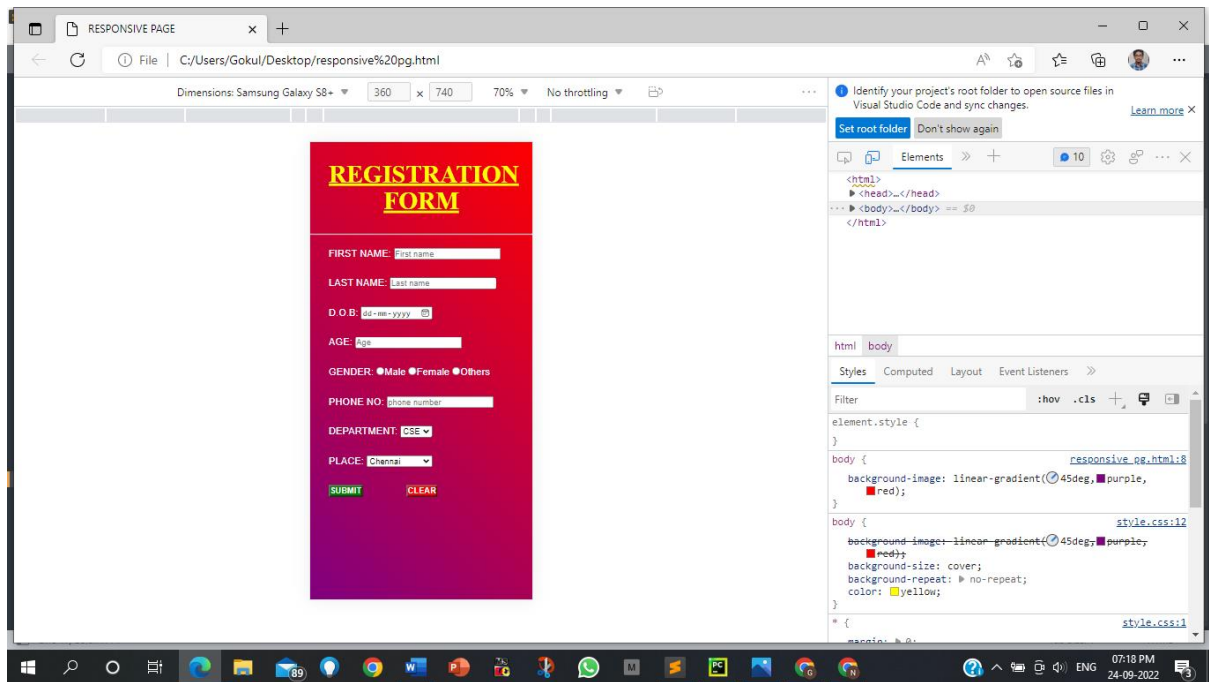 RESPONSIVE PAGE
File | C:/Users/Gokul/Desktop/responsive%20pg.html
Dimensions: Samsung Galaxy S8+ 360 x 740 70% No throttling
REGISTRATION
FORM
FIRST NAME: First name
LAST NAME: Last name
D.O.B: dd-mm-yyyy
AGE: Age
GENDER: Male Female Others
PHONE NO: phone number
DEPARTMENT: CSE
PLACE: Chennai
SUBMIT CLEAR
Identify your project's root folder to open source files in
Visual Studio Code and sync changes.
Learn more
Set root folder Don't show again
Elements 10
<html>
<head>…</head>
<body>…</body> == $0
</html>
html body
Styles Computed Layout Event Listeners
Filter :hov .cls
element.style {
}
body { responsive pg.html:8
background-image: linear-gradient(45deg,purple,
red);
}
body { style.css:12
background-image: linear-gradient(45deg,purple,
red);
background-size: cover;
background-repeat: no-repeat;
color: yellow;
}
* { style.css:1
margin: 0;
89
ENG
07:18 PM
24-09-2022
3